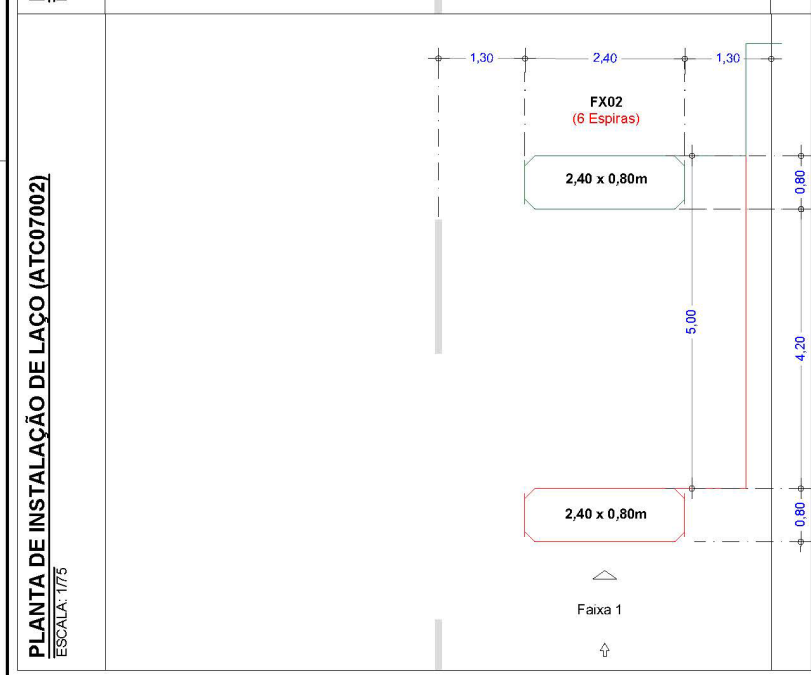 PLANTA DE INSTALAÇÃO DE LAÇO (ATC07002)
ESCALA: 1/75
1,30
2,40
1,30
FX02
(6 Espiras)
2,40 x 0,80m
0,80
5,00
4,20
2,40 x 0,80m
0,80
Faixa 1